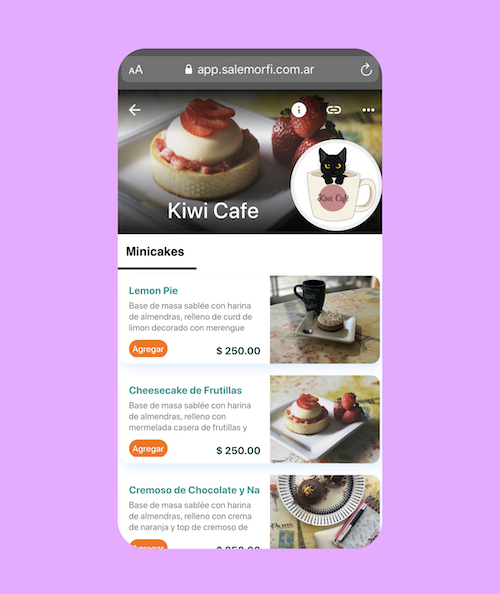 AA app.salemorfi.com.ar
Kiwi Cafe
Kiwi Cafe
Minicakes
Lemon Pie
Base de masa sablée con harina
de almendras, relleno de curd de
limon decorado con merengue
Agregar
$ 250.00
Cheesecake de Frutillas
Base de masa sablée con harina
de almendras, relleno con
mermelada casera de frutillas y
Agregar
$ 250.00
Cremoso de Chocolate y Na
Base de masa sablée con harina
de almendras, relleno con crema
de naranja y top de cremoso de
Agregar
$ 250.00